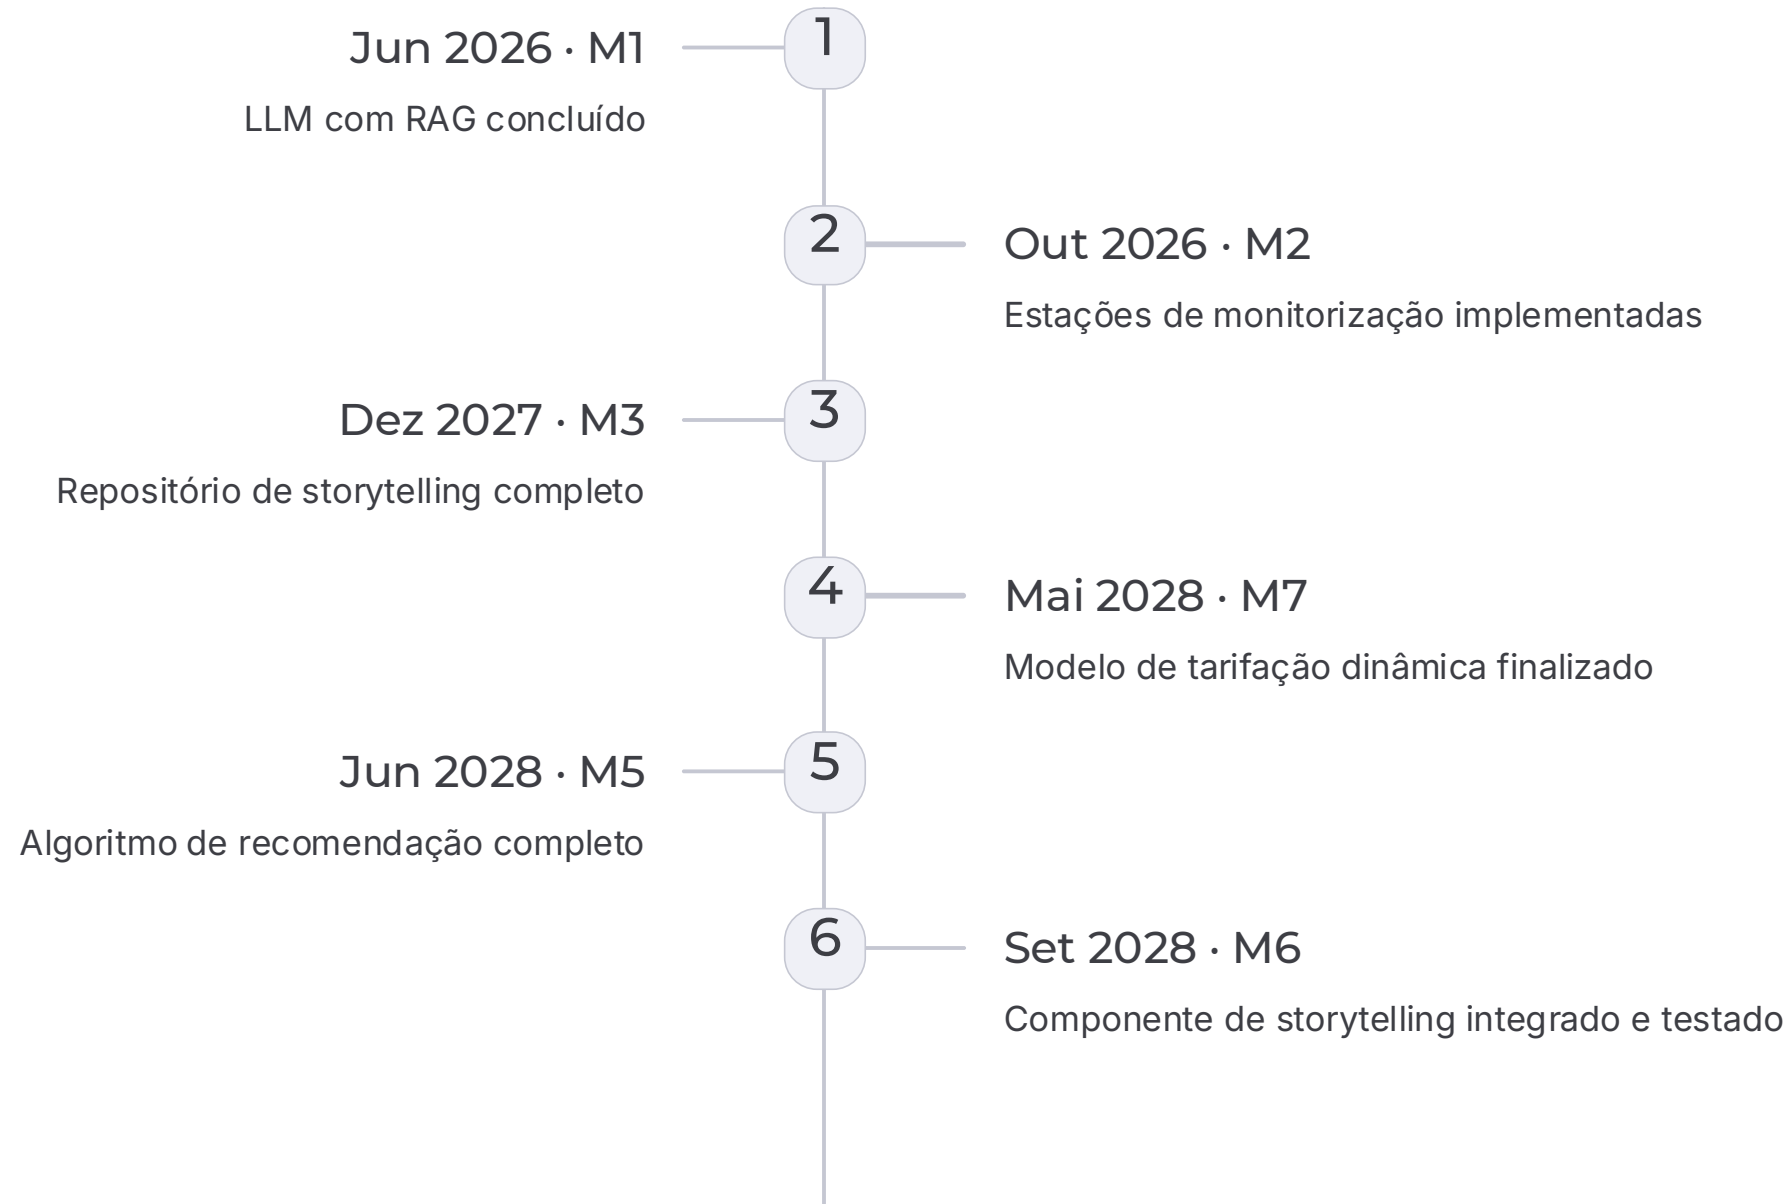 1
Jun 2026 · M1
LLM com RAG concluído
2
Out 2026 · M2
Estações de monitorização implementadas
3
Dez 2027 · M3
Repositório de storytelling completo
4
Mai 2028 · M7
Modelo de tarifação dinâmica finalizado
5
Jun 2028 · M5
Algoritmo de recomendação completo
6
Set 2028 · M6
Componente de storytelling integrado e testado